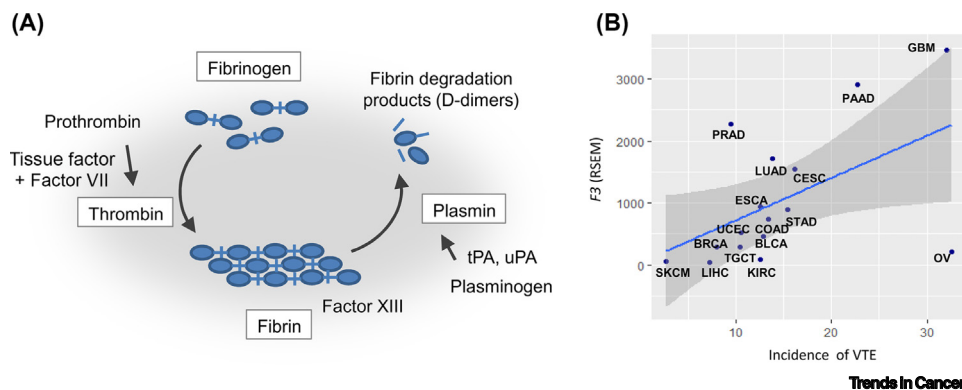 (A)
Fibrinogen
Fibrin degradation
products (D-dimers)
Prothrombin
Tissue factor
+ Factor VII
Thrombin
Plasmin
tPA, uPA
Plasminogen
Factor XIII
Fibrin
(B)
F3 (RSEM)
3000
2000
1000
0
GBM
PAAD
PRAD
LUAD
CESC
ESCA
STAD
UCEC COAD
BRCA
BLCA
TGCT
OV
SKCM
LIHC
KIRC
10
20
30
Incidence of VTE
Trends in Cancer